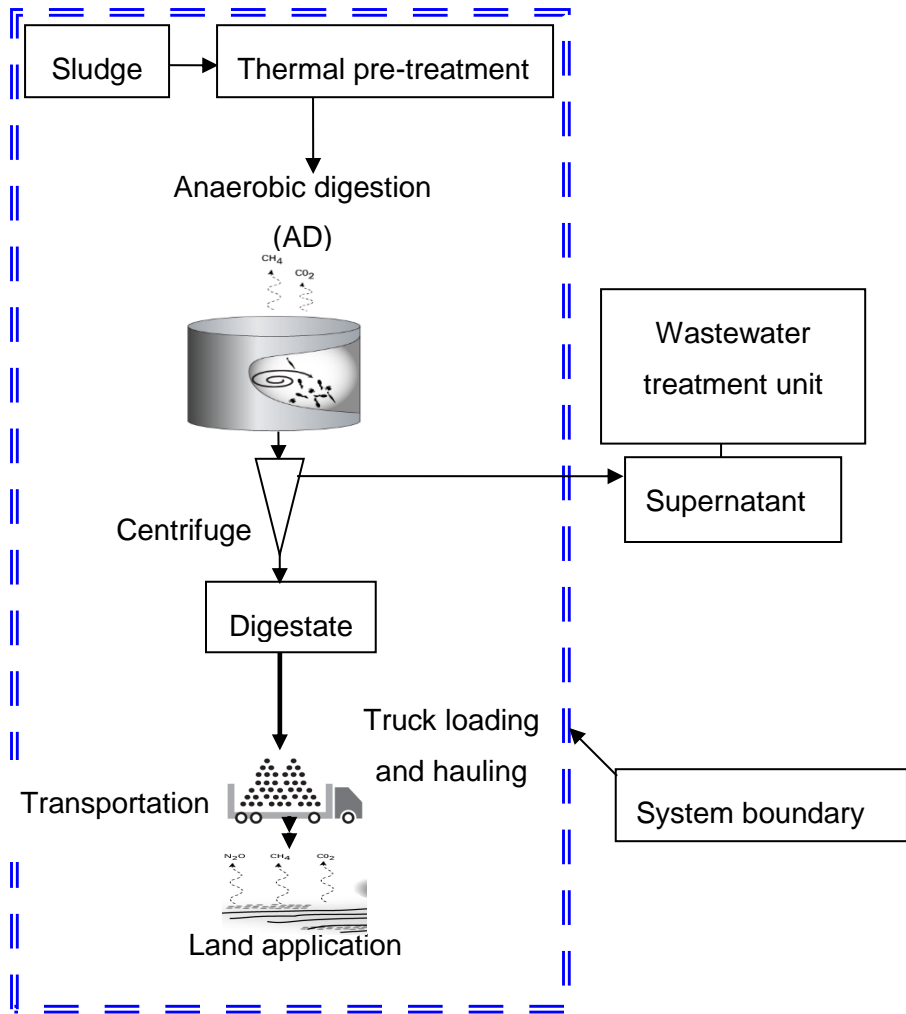 Sludge
Thermal pre-treatment
Anaerobic digestion
(AD)
CH4
CO2
Wastewater
treatment unit
Supernatant
Centrifuge
Digestate
Truck loading
and hauling
Transportation
System boundary
N2O
CH4
CO2
Land application